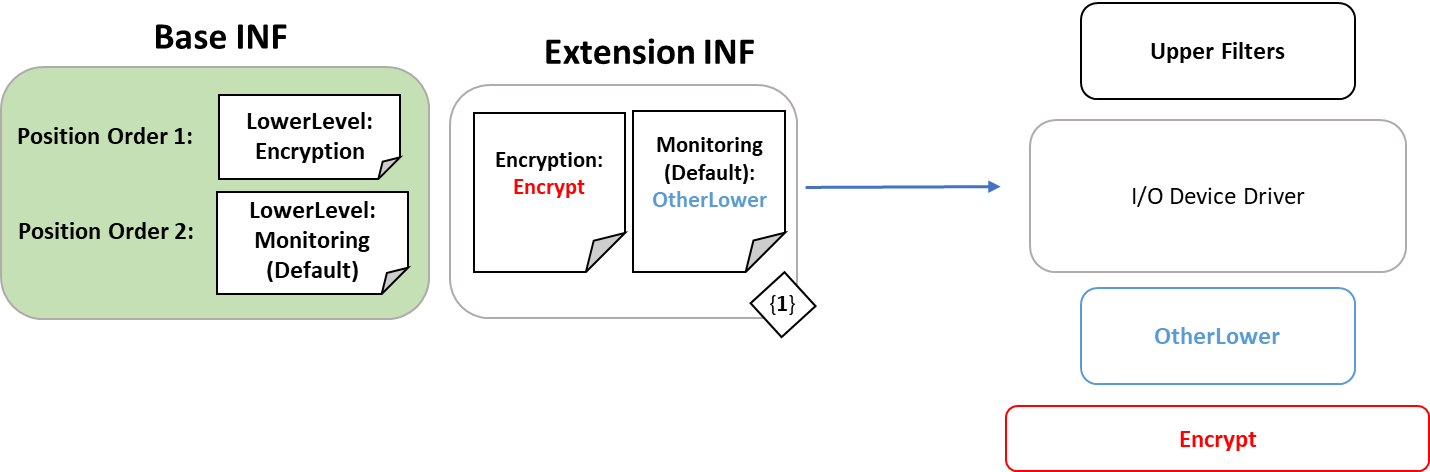 Base INF
Position Order 1:
LowerLevel:
Encryption
Position Order 2:
LowerLevel:
Monitoring
(Default)
Extension INF
Encryption:
Encrypt
Monitoring
(Default):
OtherLower
{1}
Upper Filters
I/O Device Driver
OtherLower
Encrypt